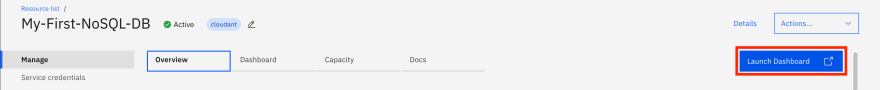 Resource list /
My-First-NoSQL-DB Active cloudant
Details Actions...
Manage Overview Dashboard Capacity Docs Launch Dashboard
Service credentials